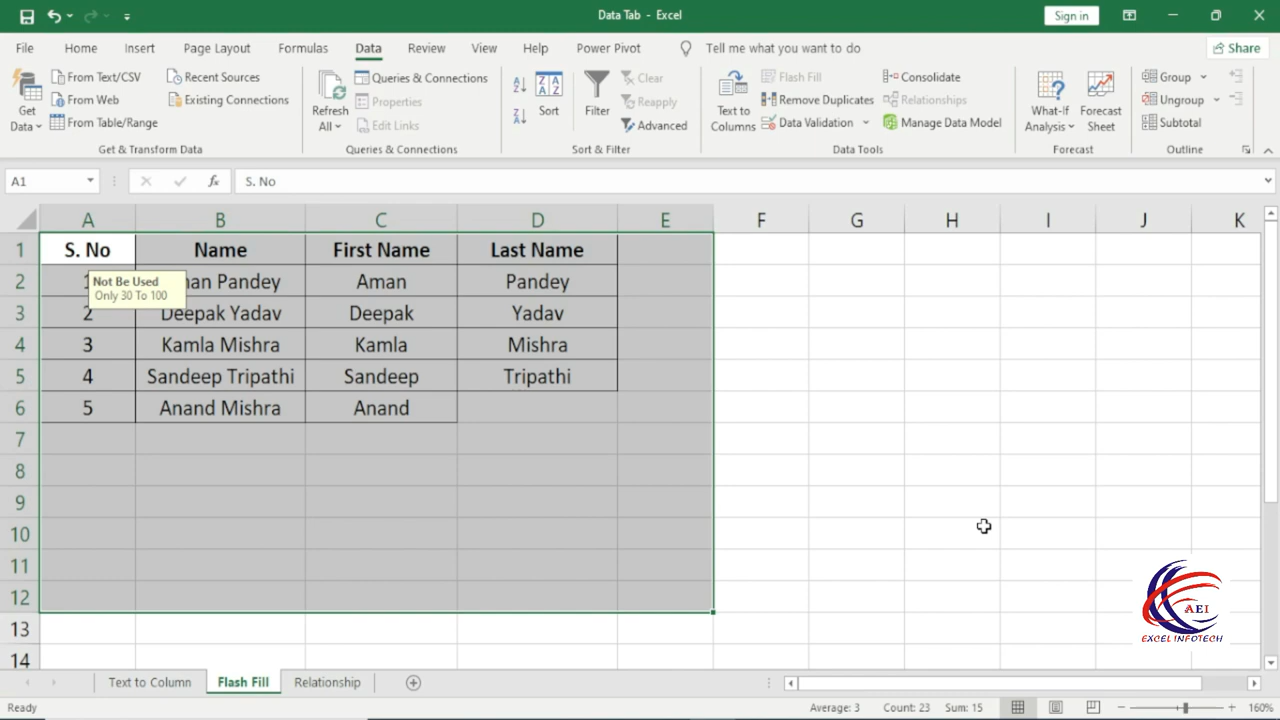 Data Tab - Excel
Sign in
File Home Insert Page Layout Formulas Data Review View Help Power Pivot Tell me what you want to do Share
Get Data
From Text/CSV
From Web
From Table/Range
Recent Sources
Existing Connections
Get & Transform Data
Refresh All
Queries & Connections
Properties
Edit Links
Queries & Connections
Sort
Filter
Clear
Reapply
Advanced
Sort & Filter
Text to Columns
Flash Fill
Remove Duplicates
Data Validation
Consolidate
Relationships
Manage Data Model
Data Tools
What-If Analysis
Forecast Sheet
Forecast
Group
Ungroup
Subtotal
Outline
A1 fx S. No
A B C D E F G H I J K
1 S. No Name First Name Last Name
2 Pandey Aman Pandey
Not Be Used
Only 30 To 100
3 2 Deepak Yadav Deepak Yadav
4 3 Kamla Mishra Kamla Mishra
5 4 Sandeep Tripathi Sandeep Tripathi
6 5 Anand Mishra Anand
7
8
9
10
11
12
13
14
AEI
EXCEL INFOTECH
Text to Column Flash Fill Relationship
Ready Average: 3 Count: 23 Sum: 15 160%